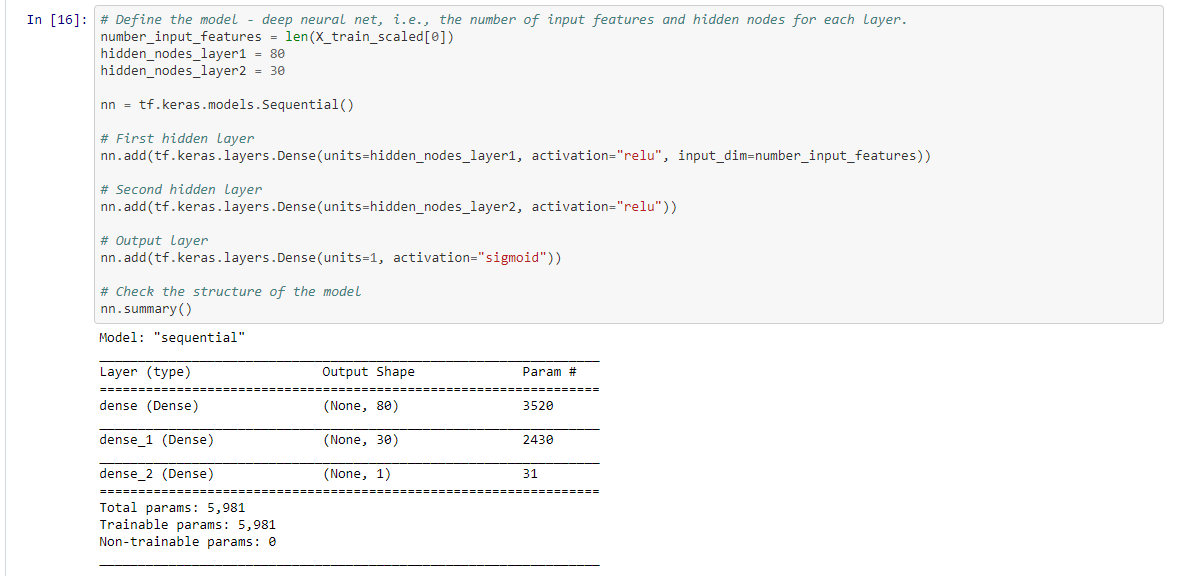 In [16]: # Define the model - deep neural net, i.e., the number of input features and hidden nodes for each layer.
number_input_features = len(X_train_scaled[0])
hidden_nodes_layer1 = 80
hidden_nodes_layer2 = 30
nn = tf.keras.models.Sequential()
# First hidden layer
nn.add(tf.keras.layers.Dense(units=hidden_nodes_layer1, activation="relu", input_dim=number_input_features))
# Second hidden layer
nn.add(tf.keras.layers.Dense(units=hidden_nodes_layer2, activation="relu"))
# Output layer
nn.add(tf.keras.layers.Dense(units=1, activation="sigmoid"))
# Check the structure of the model
nn.summary()
Model: "sequential"
_________________________________________________________________
Layer (type) Output Shape Param #
=================================================================
dense (Dense) (None, 80) 3520
_________________________________________________________________
dense_1 (Dense) (None, 30) 2430
_________________________________________________________________
dense_2 (Dense) (None, 1) 31
=================================================================
Total params: 5,981
Trainable params: 5,981
Non-trainable params: 0
_________________________________________________________________